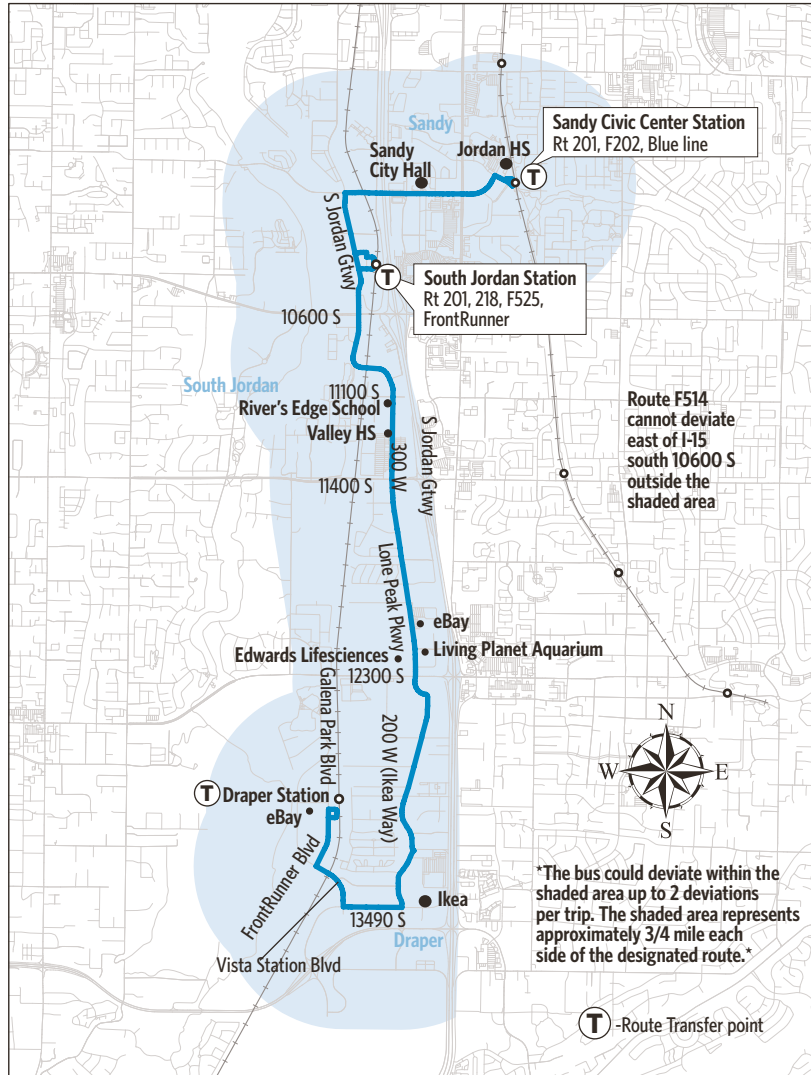 Sandy
Sandy
City Hall
Jordan HS
Sandy Civic Center Station
Rt 201, F202, Blue line
T
S Jordan Gtwy
T
South Jordan Station
Rt 201, 218, F525,
FrontRunner
10600 S
South Jordan
11100 S
River's Edge School
Valley HS
300 W
S Jordan Gtwy
11400 S
Route F514
cannot deviate
east of I-15
south 10600 S
outside the
shaded area
Lone Peak Pkwy
eBay
Living Planet Aquarium
Edwards Lifesciences
12300 S
Galena Park Blvd
200 W (Ikea Way)
N
W
E
S
T Draper Station
eBay
FrontRunner Blvd
Ikea
13490 S
Draper
Vista Station Blvd
*The bus could deviate within the
shaded area up to 2 deviations
per trip. The shaded area represents
approximately 3/4 mile each
side of the designated route.*
T -Route Transfer point